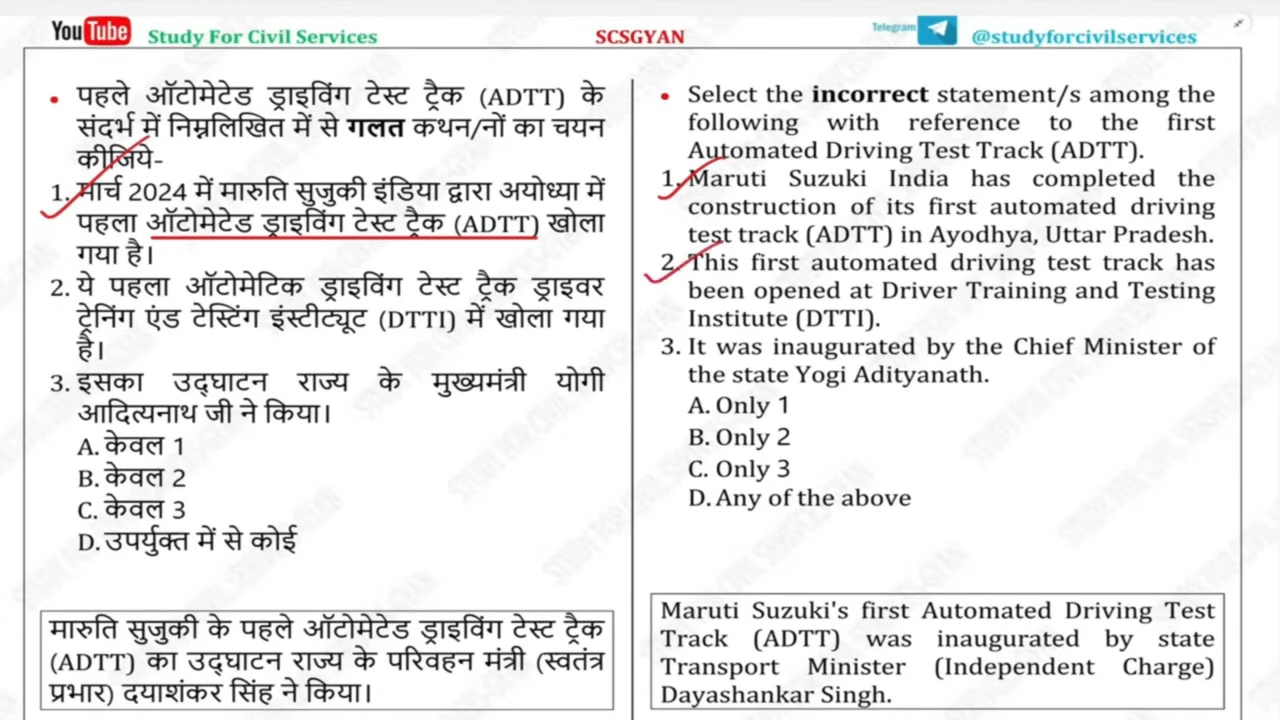 YouTube Study For Civil Services
SCSGYAN
Telegram
@studyforcivilservices
• पहले ऑटोमेटेड ड्राइविंग टेस्ट ट्रैक (ADTT) के
संदर्भ में निम्नलिखित में से गलत कथन/नों का चयन
कीजिये-
1. मार्च 2024 में मारुति सुजुकी इंडिया द्वारा अयोध्या में
पहला ऑटोमेटेड ड्राइविंग टेस्ट ट्रैक (ADTT) खोला
गया है।
2. ये पहला ऑटोमेटिक ड्राइविंग टेस्ट ट्रैक ड्राइवर
ट्रेनिंग एंड टेस्टिंग इंस्टीट्यूट (DTTI) में खोला गया
है।
3. इसका उद्घाटन राज्य के मुख्यमंत्री योगी
आदित्यनाथ जी ने किया।
A. केवल 1
B. केवल 2
C. केवल 3
D. उपर्युक्त में से कोई
मारुति सुजुकी के पहले ऑटोमेटेड ड्राइविंग टेस्ट ट्रैक
(ADTT) का उद्घाटन राज्य के परिवहन मंत्री (स्वतंत्र
प्रभार) दयाशंकर सिंह ने किया।
• Select the incorrect statement/s among the
following with reference to the first
Automated Driving Test Track (ADTT).
1. Maruti Suzuki India has completed the
construction of its first automated driving
test track (ADTT) in Ayodhya, Uttar Pradesh.
2. This first automated driving test track has
been opened at Driver Training and Testing
Institute (DTTI).
3. It was inaugurated by the Chief Minister of
the state Yogi Adityanath.
A. Only 1
B. Only 2
C. Only 3
D. Any of the above
Maruti Suzuki's first Automated Driving Test
Track (ADTT) was inaugurated by state
Transport Minister (Independent Charge)
Dayashankar Singh.